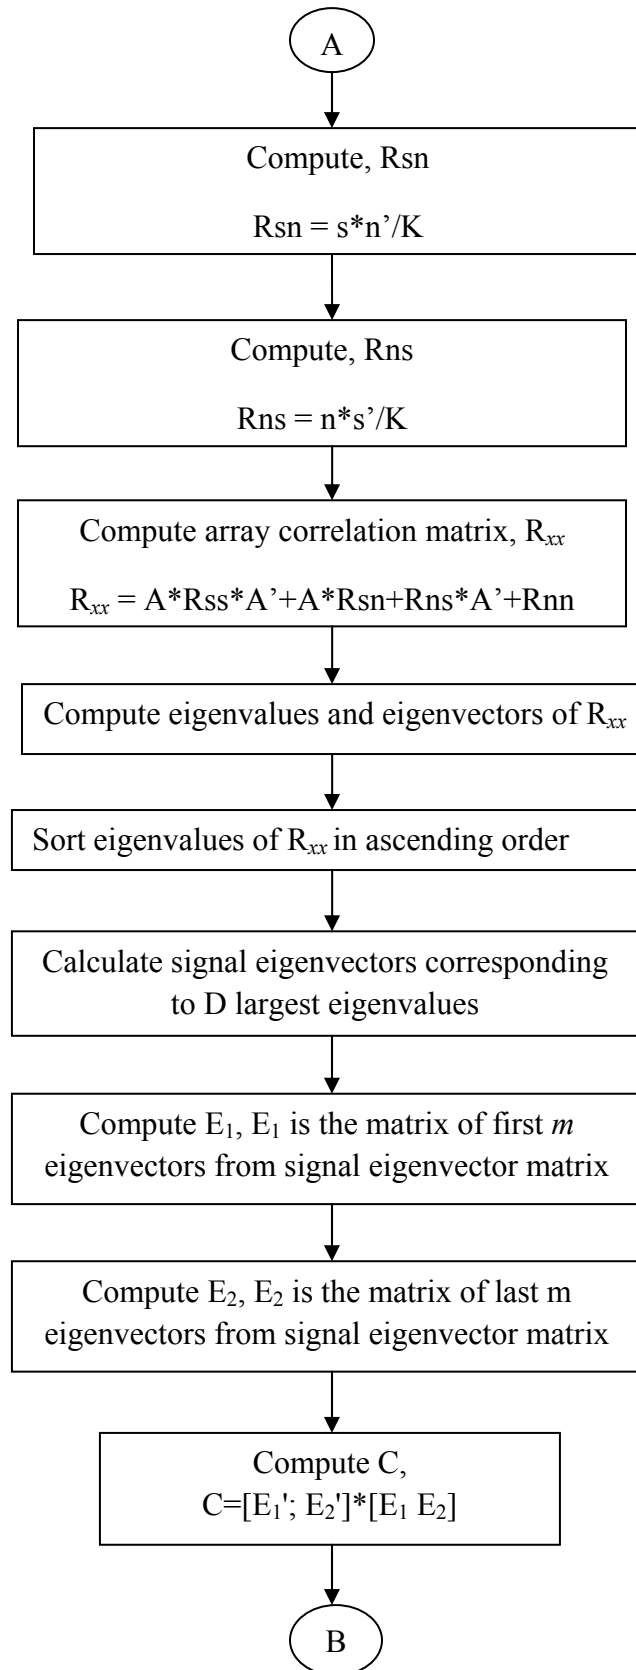 A
Compute, Rsn
Rsn = s*n’/K
Compute, Rns
Rns = n*s’/K
Compute array correlation matrix, Rxx
Rxx = A*Rss*A’+A*Rsn+Rns*A’+Rnn
Compute eigenvalues and eigenvectors of Rxx
Sort eigenvalues of Rxx in ascending order
Calculate signal eigenvectors corresponding
to D largest eigenvalues
Compute E1, E1 is the matrix of first m
eigenvectors from signal eigenvector matrix
Compute E2, E2 is the matrix of last m
eigenvectors from signal eigenvector matrix
Compute C,
C=[E1'; E2']*[E1 E2]
B